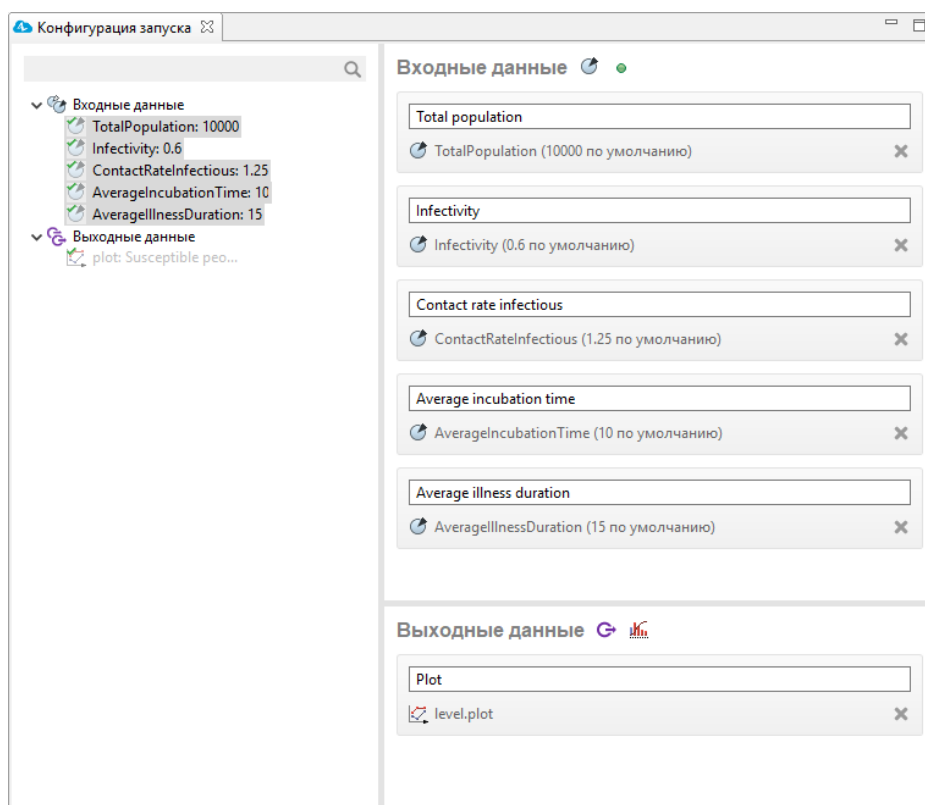 Конфигурация запуска
Входные данные
TotalPopulation: 10000
Infectivity: 0.6
ContactRateInfectious: 1.25
AverageIncubationTime: 10
AverageIllnessDuration: 15
Выходные данные
plot: Susceptible peo...
Входные данные
Total population
TotalPopulation (10000 по умолчанию)
Infectivity
Infectivity (0.6 по умолчанию)
Contact rate infectious
ContactRateInfectious (1.25 по умолчанию)
Average incubation time
AverageIncubationTime (10 по умолчанию)
Average illness duration
AverageIllnessDuration (15 по умолчанию)
Выходные данные
Plot
level.plot